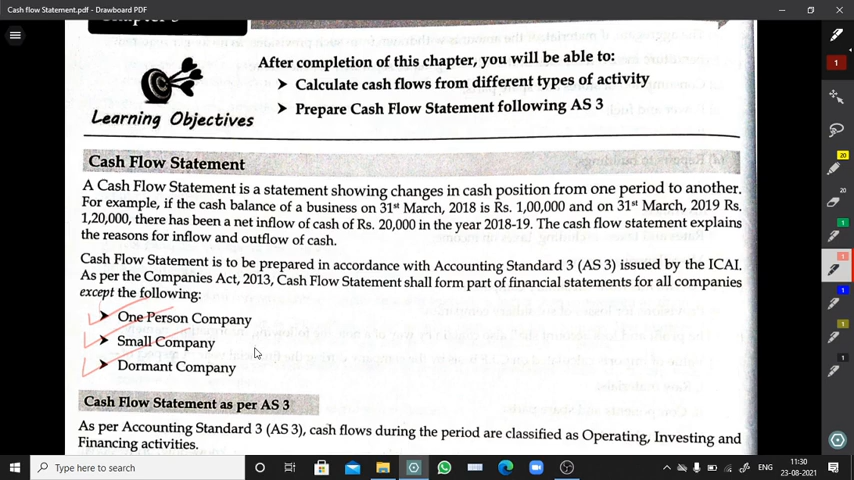 Cash flow Statement.pdf - Drawboard PDF
After completion of this chapter, you will be able to:
➤ Calculate cash flows from different types of activity
➤ Prepare Cash Flow Statement following AS 3
Learning Objectives
Cash Flow Statement
A Cash Flow Statement is a statement showing changes in cash position from one period to another.
For example, if the cash balance of a business on 31st March, 2018 is Rs. 1,00,000 and on 31st March, 2019 Rs.
1,20,000, there has been a net inflow of cash of Rs. 20,000 in the year 2018-19. The cash flow statement explains
the reasons for inflow and outflow of cash.
Cash Flow Statement is to be prepared in accordance with Accounting Standard 3 (AS 3) issued by the ICAI.
As per the Companies Act, 2013, Cash Flow Statement shall form part of financial statements for all companies
except the following:
➤ One Person Company
➤ Small Company
➤ Dormant Company
Cash Flow Statement as per AS 3
As per Accounting Standard 3 (AS 3), cash flows during the period are classified as Operating, Investing and
Financing activities.
1
20
20
1
1
1
1
Type here to search
ENG
11:30
23-08-2021